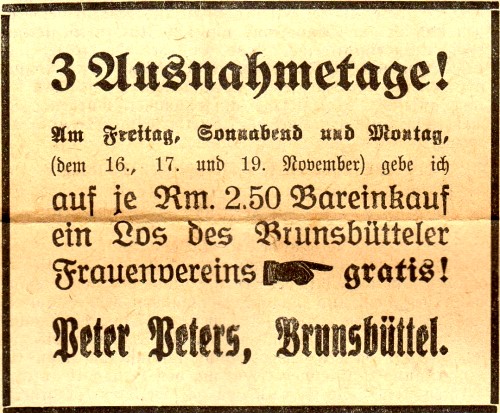 3 Ausnahmetage!
Am Freitag, Sonnabend und Montag,
(dem 16., 17. und 19. November) gebe ich
auf je Rm. 2.50 Bareinkauf
ein Los des Brunsbütteler
Frauenvereins gratis!
Peter Peters, Brunsbüttel.